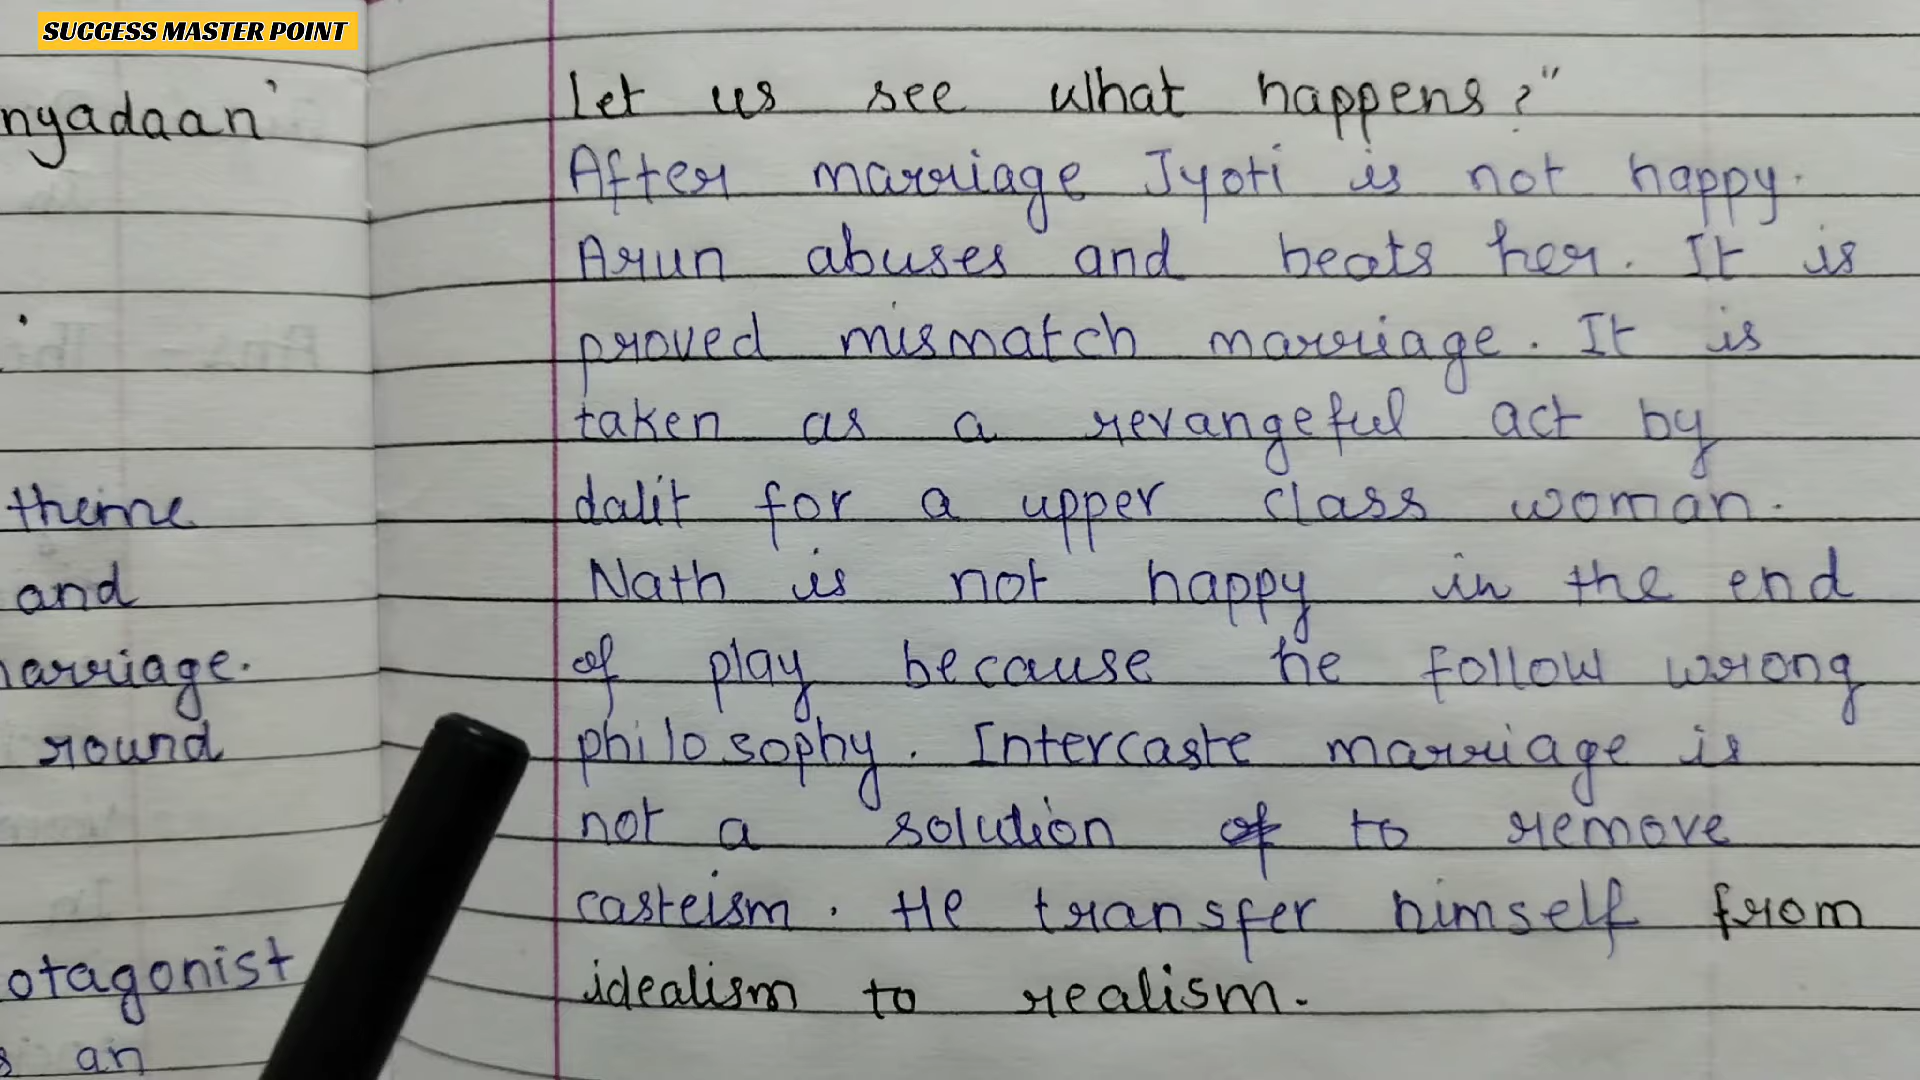 SUCCESS MASTER POINT
nyadaan'
theme
and
arriage.
round
otagonist
s an
Let us see what happens?"
After marriage Jyoti is not happy.
Arun abuses and beats her. It is
proved mismatch marriage. It is
taken as a revangeful act by
dalit for a upper class woman.
Nath is not happy in the end
of play because he follow wrong
philosophy. Intercaste marriage is
not a solution of to remove
casteism. He transfer himself from
idealism to realism.